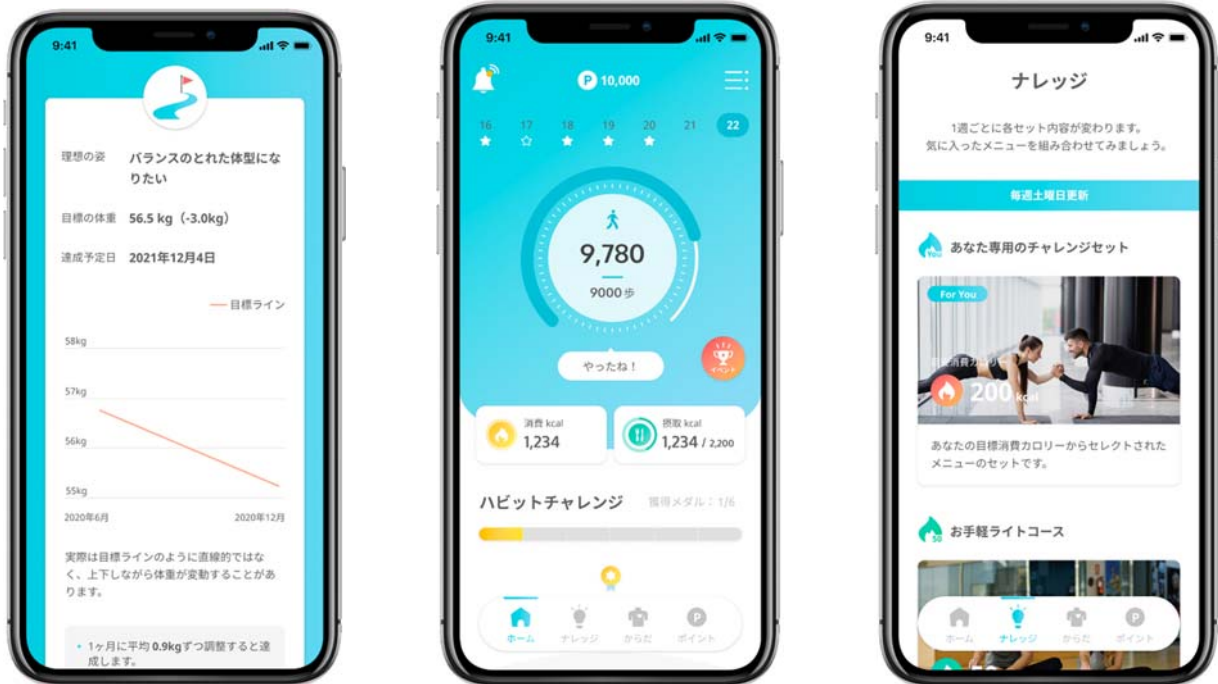 9:41
理想の姿 バランスのとれた体型にな
りたい
目標の体重 56.5 kg（-3.0kg）
達成予定日 2021年12月4日
目標ライン
58kg
57kg
56kg
55kg
2020年6月 2020年12月
実際は目標ラインのように直線的ではな
く、上下しながら体重が変動することがあ
ります。
• 1ヶ月に平均 0.9kgずつ調整すると達
成します。
9:41
P 10,000
16 17 18 19 20 21 22
9,780
9000 歩
やったね！
イベント
消費 kcal
1,234
摂取 kcal
1,234 / 2,200
ハビットチャレンジ 獲得メダル：1/6
ホーム ナレッジ からだ ポイント
9:41
ナレッジ
1週ごとに各セット内容が変わります。
気に入ったメニューを組み合わせてみましょう。
毎週土曜日更新
You
あなた専用のチャレンジセット
For You
消費カロリー
200 kcal
あなたの目標消費カロリーからセレクトされた
メニューのセットです。
50
お手軽ライトコース
ホーム ナレッジ からだ ポイント